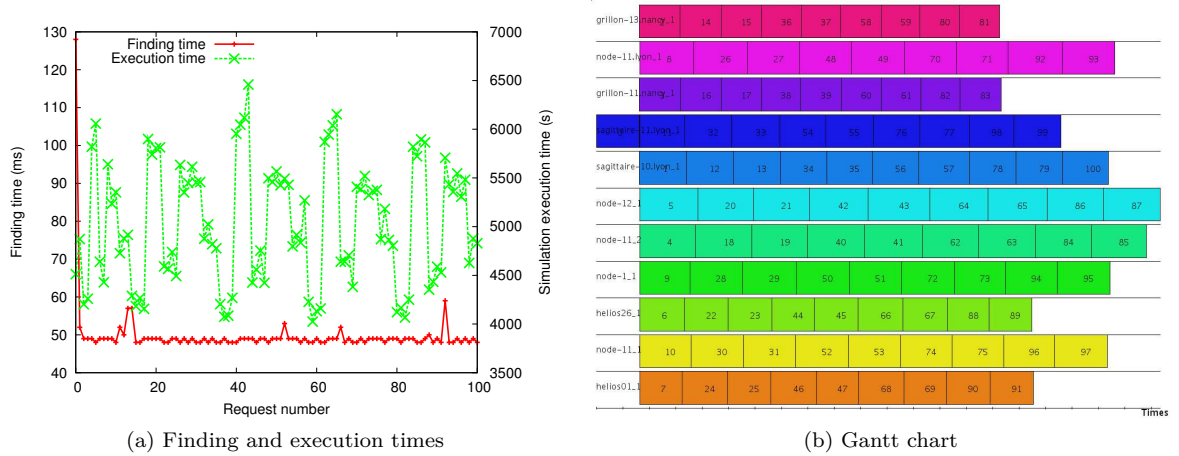 130
120
110
100
90
80
70
60
50
40
7000
6500
6000
5500
5000
4500
4000
3500
0
20
40
60
80
100
Finding time
Execution time
Finding time (ms)
Simulation execution time (s)
Request number
(a) Finding and execution times
grillon-13.nancy_1 14 15 36 37 58 59 80 81
node-11.lyon_1 26 27 48 49 70 71 92 93
grillon-11.nancy_1 16 17 38 39 60 61 82 83
sagittaire-11.lyon_1 32 33 54 55 76 77 98 99
sagittaire-10.lyon_1 12 13 34 35 56 57 78 79 100
node-12_1 5 20 21 42 43 64 65 86 87
node-11_2 4 18 19 40 41 62 63 84 85
node-1_1 9 28 29 50 51 72 73 94 95
helios26_1 6 22 23 44 45 66 67 88 89
node-11_1 10 30 31 52 53 74 75 96 97
helios01_1 7 24 25 46 47 68 69 90 91
Times
(b) Gantt chart